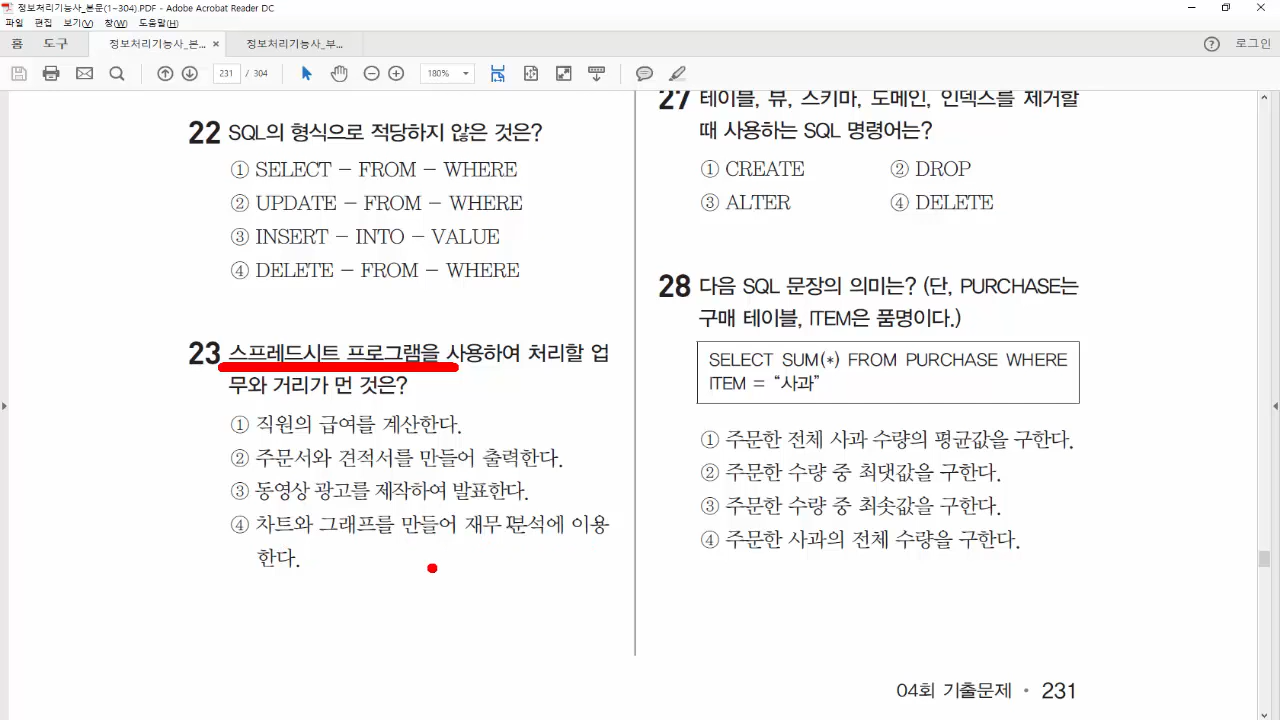 정보처리기능사_본문(1~304).PDF - Adobe Acrobat Reader DC
파일 편집 보기(V) 창(W) 도움말(H)
홈 도구 정보처리기능사_본... × 정보처리기능사_부... ? 로그인
231 / 304 180%
22 SQL의 형식으로 적당하지 않은 것은?
① SELECT – FROM – WHERE
② UPDATE – FROM – WHERE
③ INSERT – INTO – VALUE
④ DELETE – FROM – WHERE
23 스프레드시트 프로그램을 사용하여 처리할 업
무와 거리가 먼 것은?
① 직원의 급여를 계산한다.
② 주문서와 견적서를 만들어 출력한다.
③ 동영상 광고를 제작하여 발표한다.
④ 차트와 그래프를 만들어 재무 분석에 이용
한다.
27 테이블, 뷰, 스키마, 도메인, 인덱스를 제거할
때 사용하는 SQL 명령어는?
① CREATE ② DROP
③ ALTER ④ DELETE
28 다음 SQL 문장의 의미는? (단, PURCHASE는
구매 테이블, ITEM은 품명이다.)
SELECT SUM(*) FROM PURCHASE WHERE
ITEM = “사과”
① 주문한 전체 사과 수량의 평균값을 구한다.
② 주문한 수량 중 최댓값을 구한다.
③ 주문한 수량 중 최솟값을 구한다.
④ 주문한 사과의 전체 수량을 구한다.
04회 기출문제 • 231